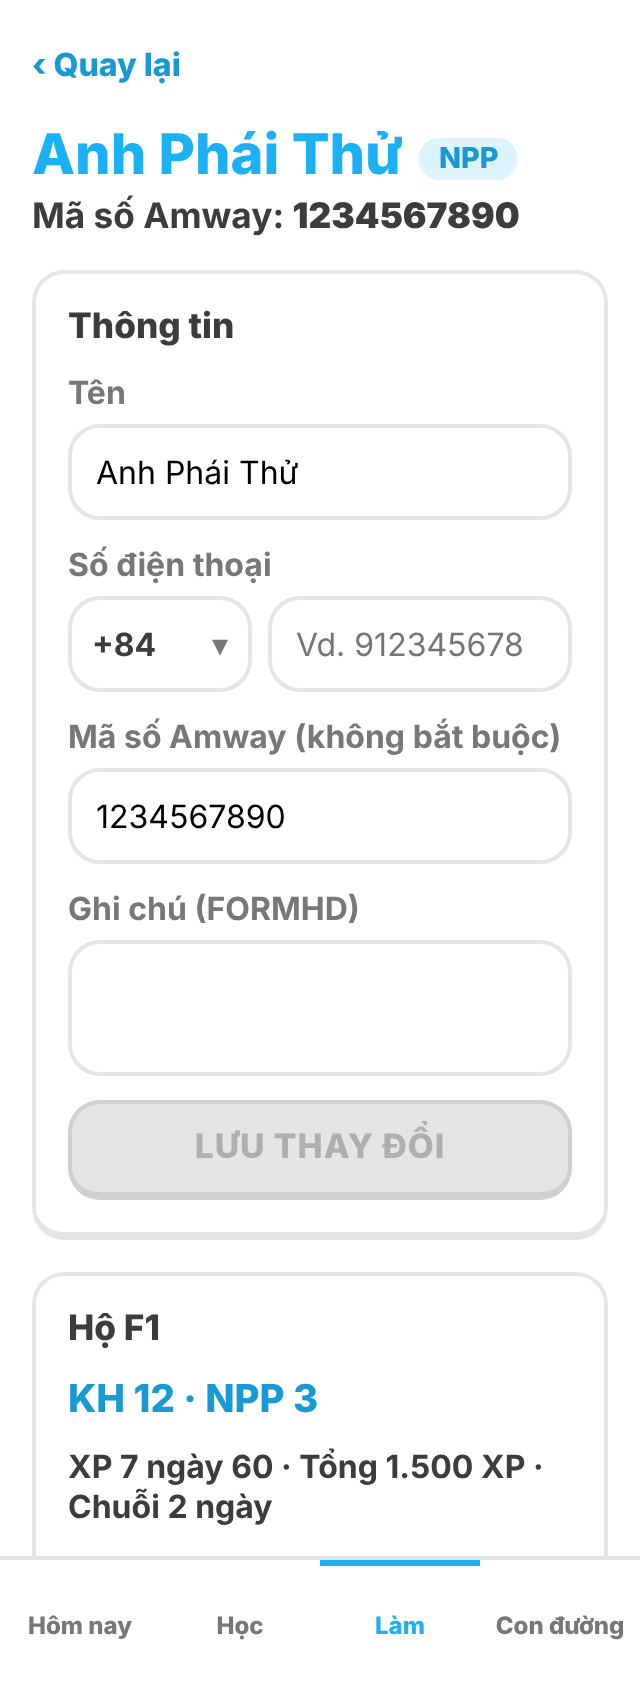 ‹ Quay lại
Anh Phái Thử NPP
Mã số Amway: 1234567890
Thông tin
Tên
Anh Phái Thử
Số điện thoại
+84 ▾ Vd. 912345678
Mã số Amway (không bắt buộc)
1234567890
Ghi chú (FORMHD)
LƯU THAY ĐỔI
Hộ F1
KH 12 · NPP 3
XP 7 ngày 60 · Tổng 1.500 XP ·
Chuỗi 2 ngày
Hôm nay Học Làm Con đường